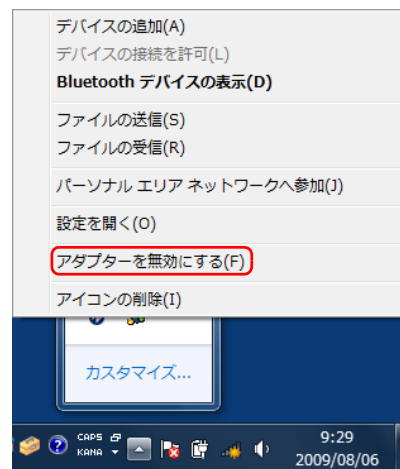 デバイスの追加(A)
デバイスの接続を許可(L)
Bluetooth デバイスの表示(D)
ファイルの送信(S)
ファイルの受信(R)
パーソナル エリア ネットワークへ参加(J)
設定を開く(O)
アダプターを無効にする(F)
アイコンの削除(I)
カスタマイズ...
CAPS
KANA
9:29
2009/08/06